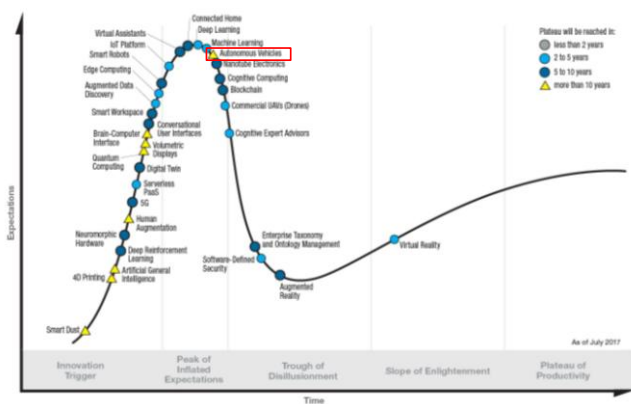 Connected Home
Deep Learning
Virtual Assistants
Machine Learning
IoT Platform
Autonomous Vehicles
Smart Robots
Nanotube Electronics
Edge Computing
Cognitive Computing
Augmented Data
Discovery
Blockchain
Commercial UAVs (Drones)
Smart Workspace
Conversational
User Interfaces
Cognitive Expert Advisors
Brain-Computer
Interface
Volumetric
Displays
Quantum
Computing
Digital Twin
Serverless
PaaS
5G
Human
Augmentation
Neuromorphic
Hardware
Deep Reinforcement
Learning
Artificial General
Intelligence
4D Printing
Smart Dust
Enterprise Taxonomy
and Ontology Management
Software-Defined
Security
Augmented
Reality
Virtual Reality
Plateau will be reached in:
less than 2 years
2 to 5 years
5 to 10 years
more than 10 years
Expectations
As of July 2017
Innovation
Trigger
Peak of
Inflated
Expectations
Trough of
Disillusionment
Slope of Enlightenment
Plateau of
Productivity
Time